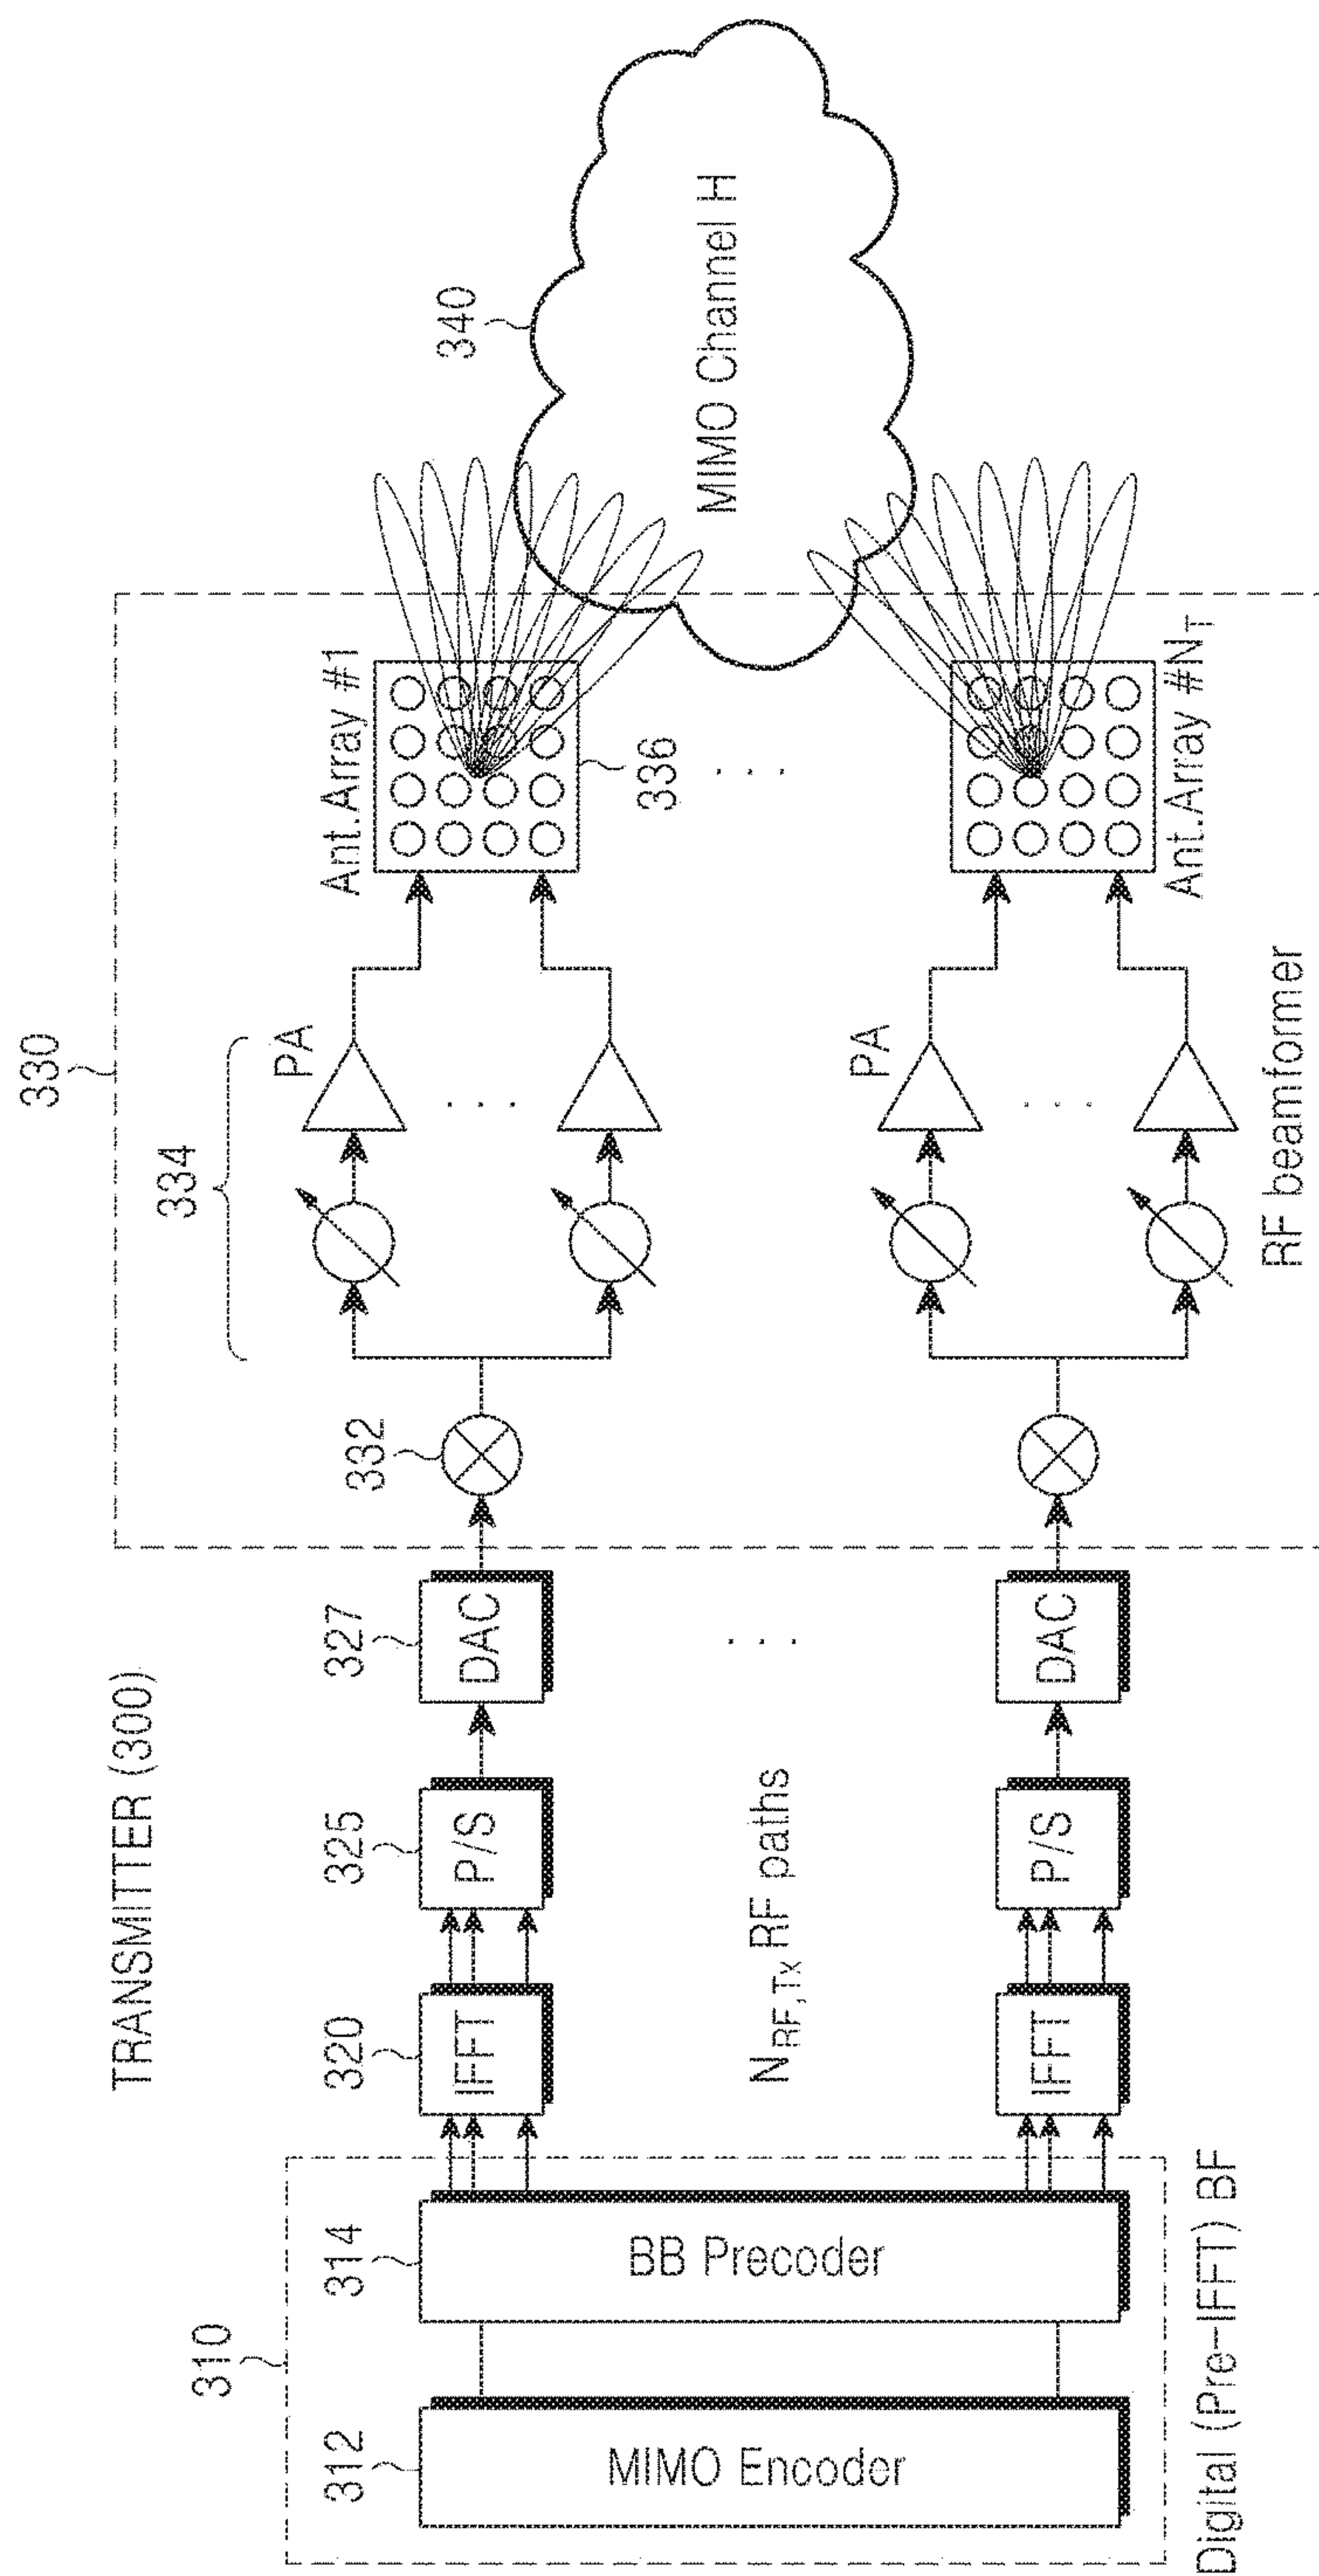 TRANSMITTER (300)
330
334
310
312
314
320
325
327
332
PA
Ant.Array #1
340
MIMO Encoder
BB Precoder
IFFT
P/S
DAC
336
MIMO Channel H
. . .
N_RF,Tx RF paths
. . .
. . .
IFFT
P/S
DAC
PA
. . .
. . .
Ant.Array #N_T
Digital (Pre-IFFT) BF
RF beamformer